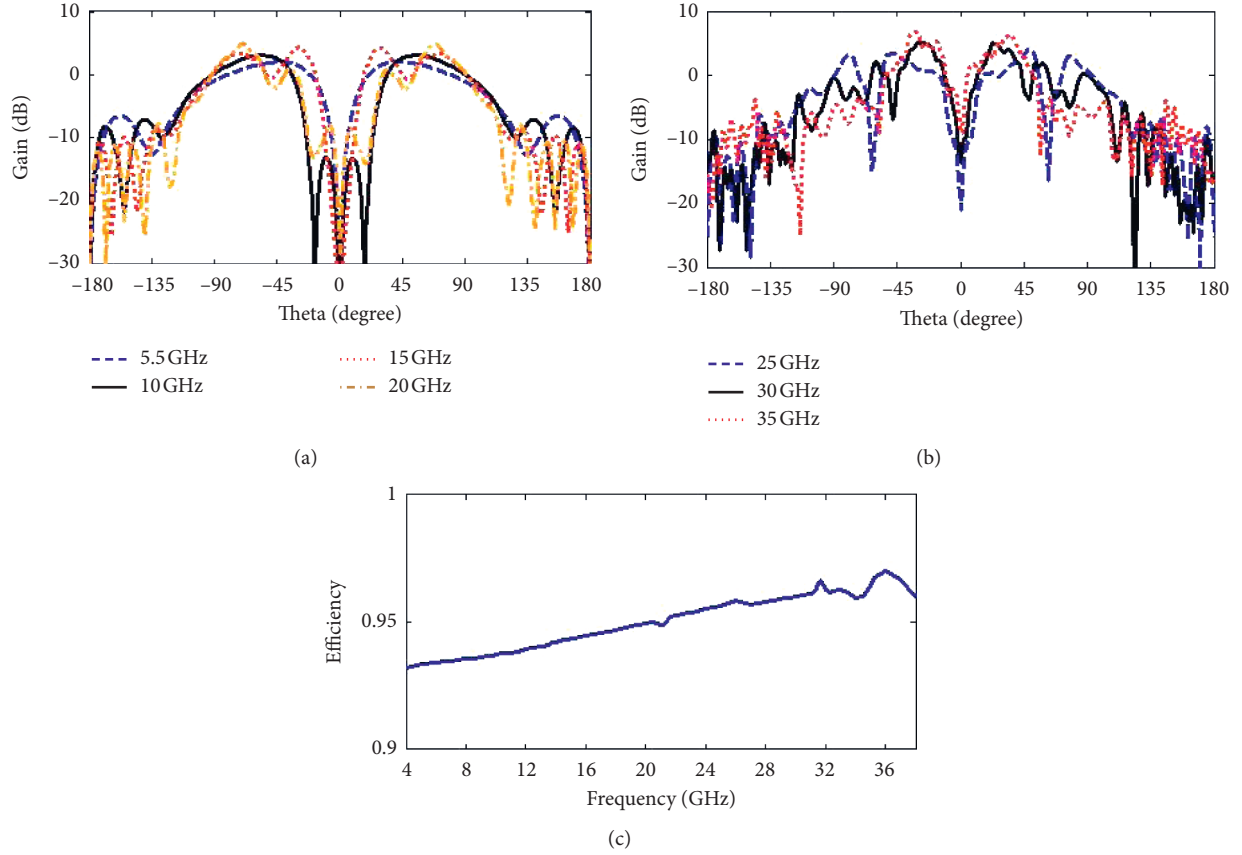 10
0
−10
−20
−30
Gain (dB)
−180 −135 −90 −45 0 45 90 135 180
Theta (degree)
5.5 GHz
10 GHz
15 GHz
20 GHz
(a)
10
0
−10
−20
−30
Gain (dB)
−180 −135 −90 −45 0 45 90 135 180
Theta (degree)
25 GHz
30 GHz
35 GHz
(b)
1
0.95
0.9
Efficiency
4 8 12 16 20 24 28 32 36
Frequency (GHz)
(c)